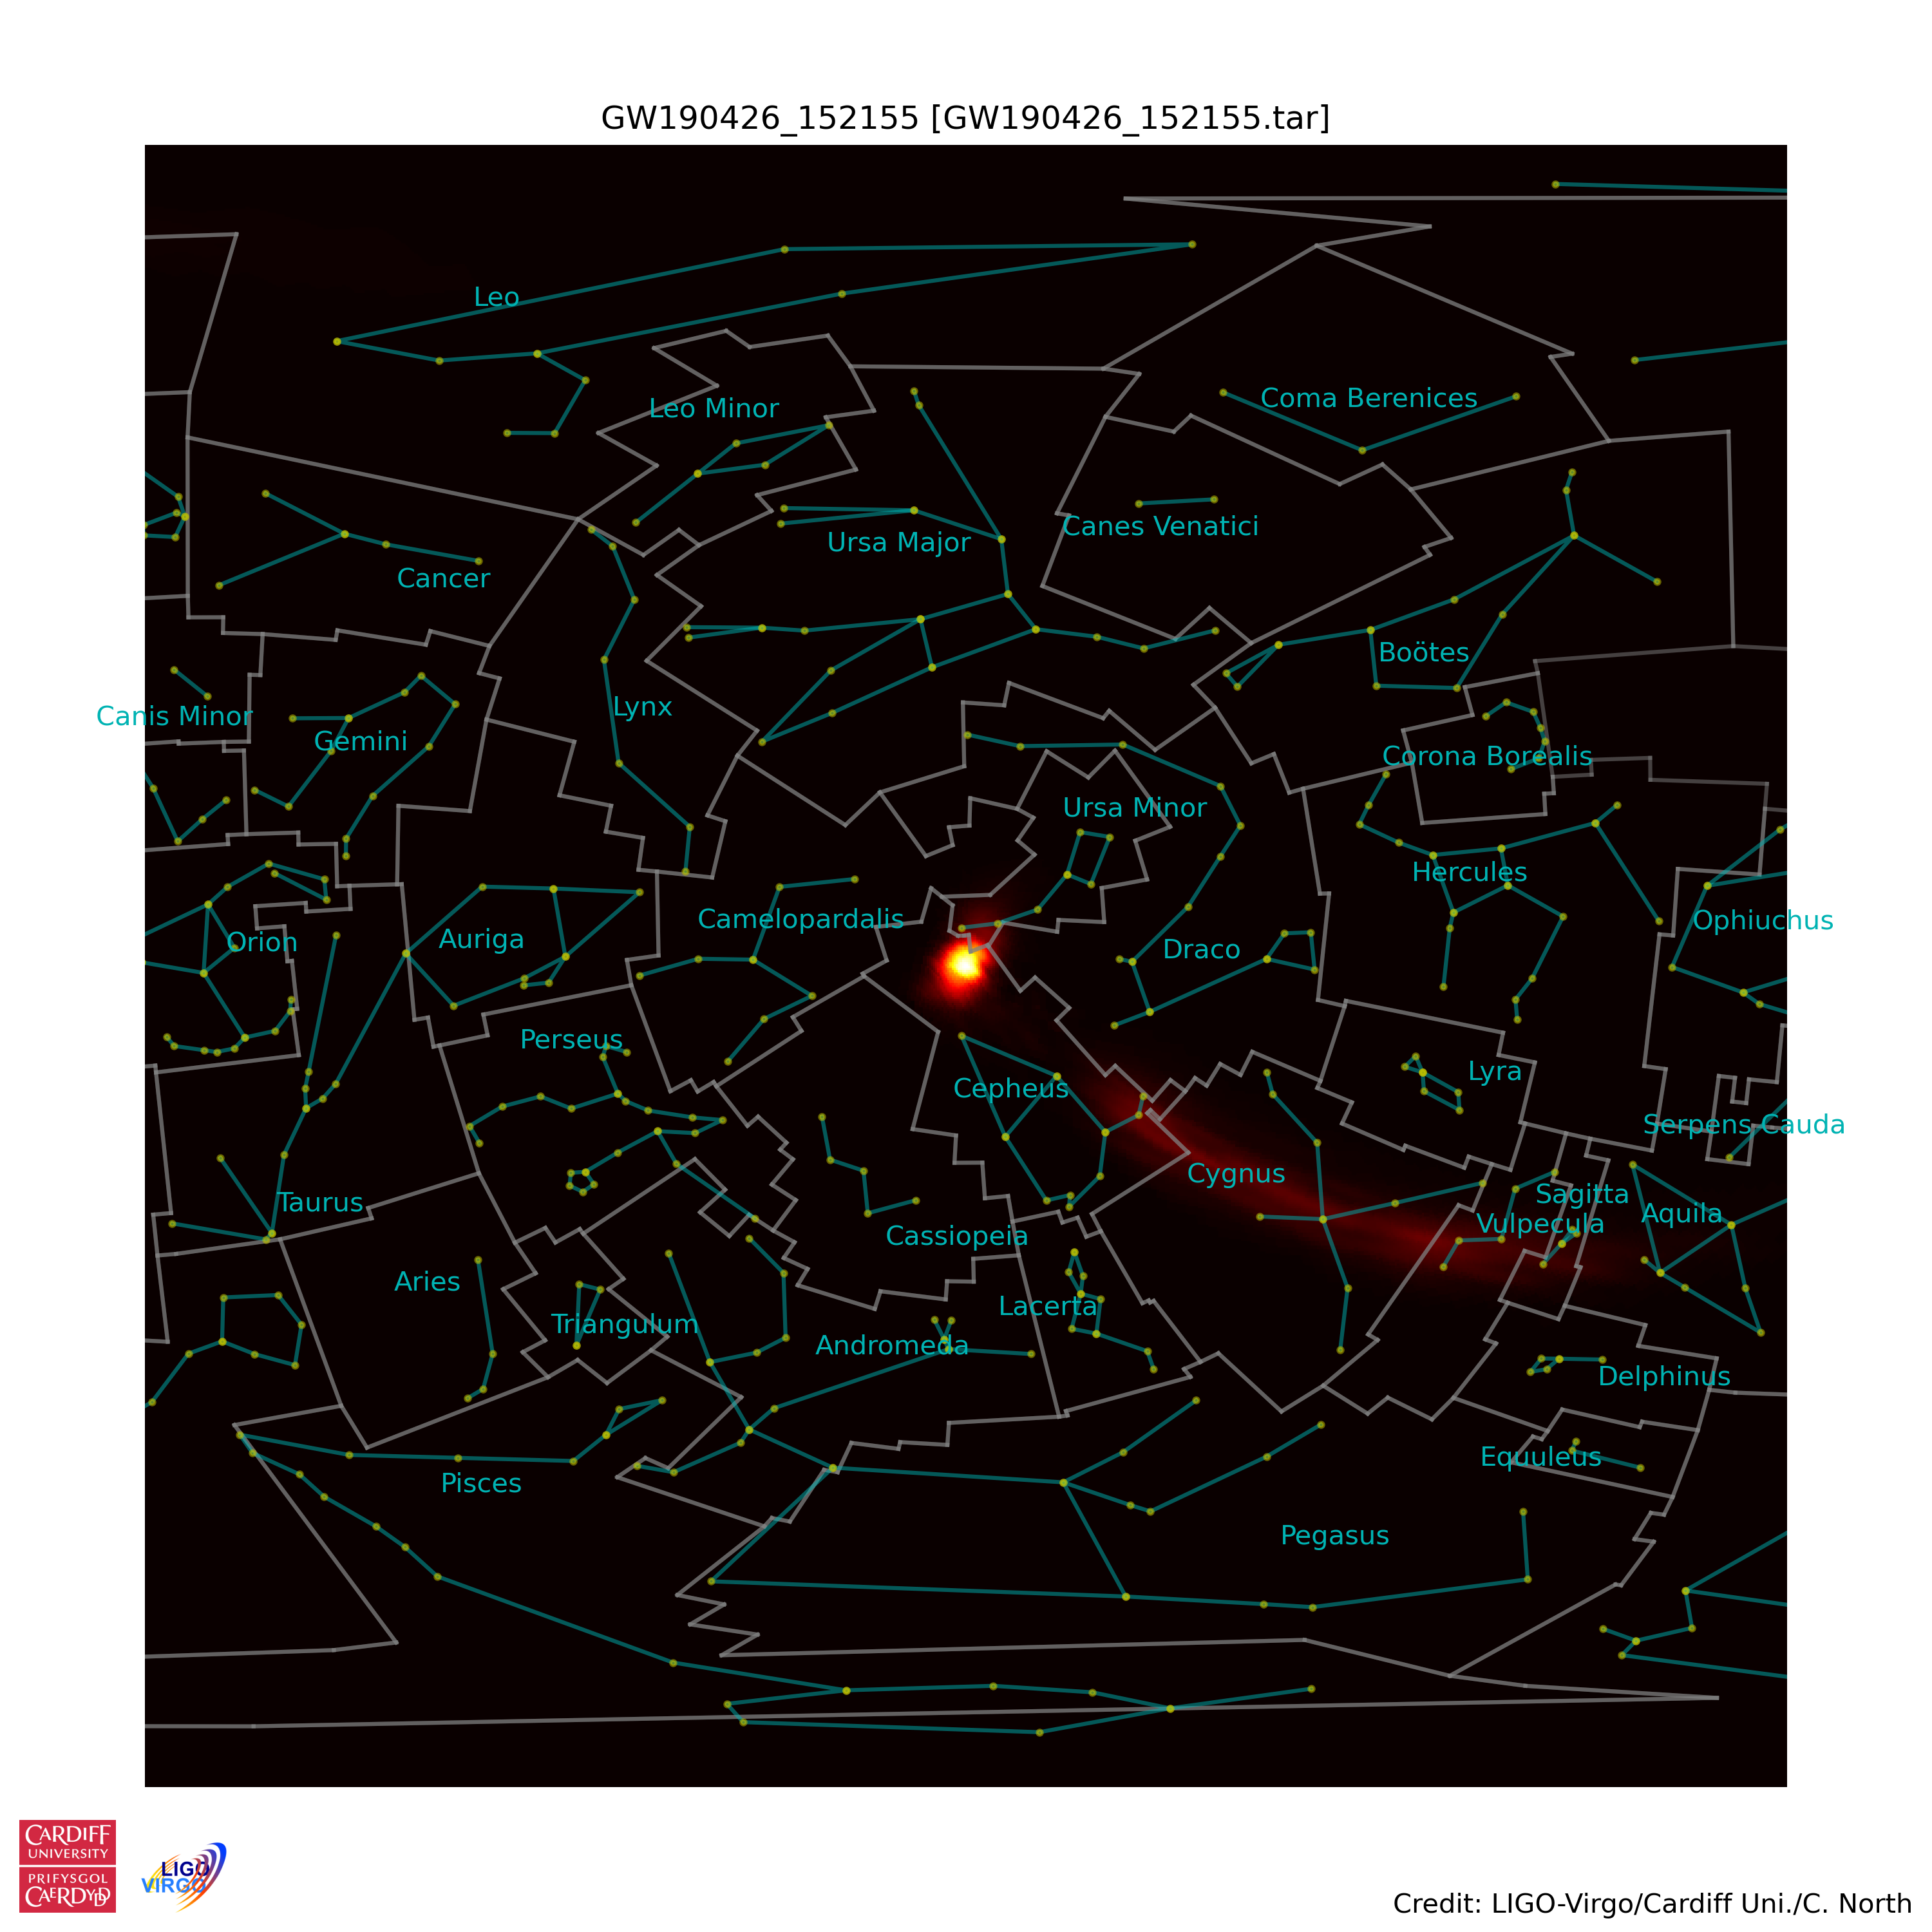 GW190426_152155 [GW190426_152155.tar]
Leo
Leo Minor
Coma Berenices
Ursa Major
Canes Venatici
Cancer
Boötes
Lynx
Canis Minor
Gemini
Corona Borealis
Ursa Minor
Hercules
Camelopardalis
Ophiuchus
Orion
Auriga
Draco
Perseus
Lyra
Cepheus
Serpens Cauda
Cygnus
Taurus
Sagitta
Aquila
Vulpecula
Cassiopeia
Aries
Lacerta
Triangulum
Andromeda
Delphinus
Equuleus
Pisces
Pegasus
CARDIFF
UNIVERSITY
PRIFYSGOL
CAERDYDD
LIGO
VIRGO
Credit: LIGO-Virgo/Cardiff Uni./C. North